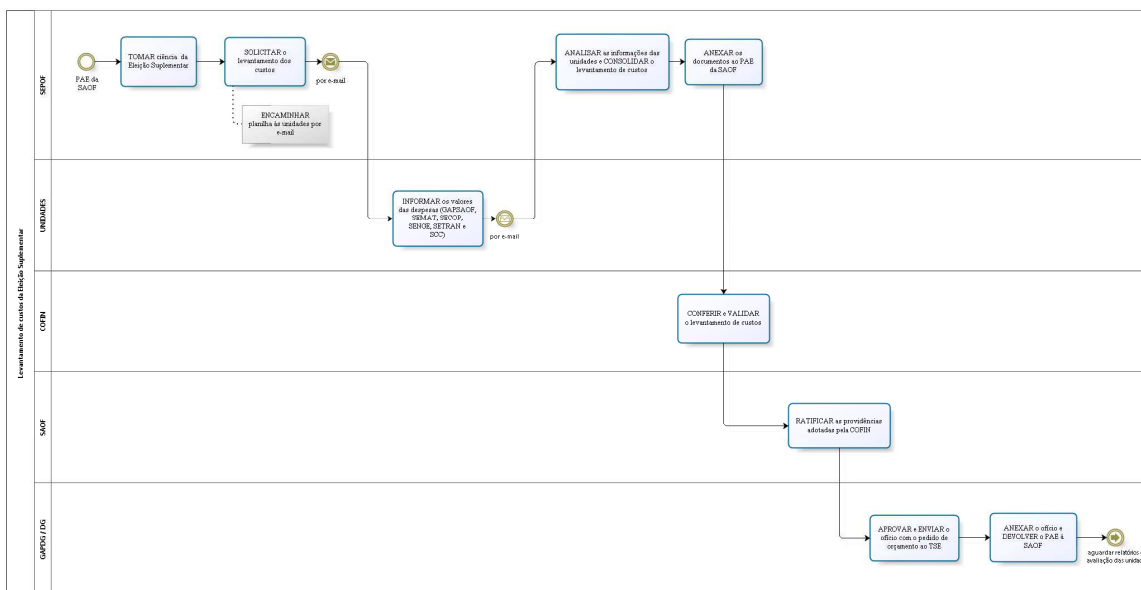 Levantamento de custos da Eleição Suplementar
SEPOF
PAE da
SAOF
TOMAR ciência da
Eleição Suplementar
SOLICITAR o
levantamento dos
custos
por e-mail
ENCAMINHAR
planilha às unidades por
e-mail
ANALISAR as informações das
unidades e CONSOLIDAR o
levantamento de custos
ANEXAR os
documentos ao PAE
da SAOF
UNIDADES
INFORMAR os valores
das despesas (GAPSAOF,
SEMAT, SECOP,
SENGE, SETRAN e
SCC)
por e-mail
COFIN
CONFERIR e VALIDAR
o levantamento de custos
SAOF
RATIFICAR as providências
adotadas pela COFIN
GAPDG / DG
APROVAR e ENVIAR o
ofício com o pedido de
orçamento ao TSE
ANEXAR o ofício e
DEVOLVER o PAE à
SAOF
aguardar relatórios
avaliação das